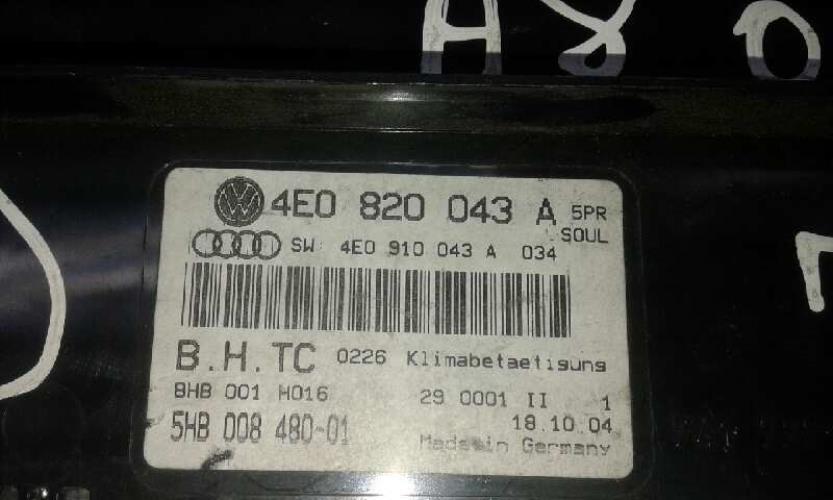 A8 0
4E0 820 043 A 5PR
SOUL
SW: 4E0 910 043 A 034
B.H.TC 0226 Klimabetaetigung
BHB 001 H016 29 0001 II 1
5HB 008 480-01 18.10.04
Made in Germany